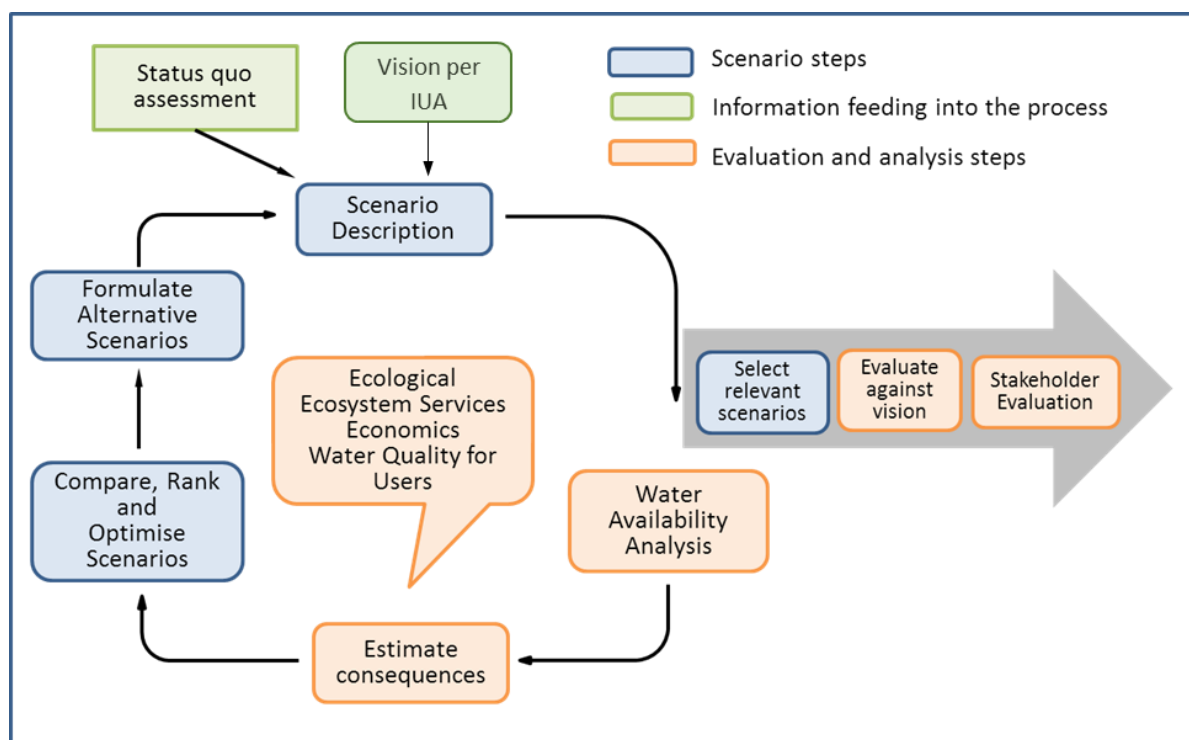 Status quo
assessment
Vision per
IUA
Scenario steps
Information feeding into the process
Evaluation and analysis steps
Scenario
Description
Formulate
Alternative
Scenarios
Select
relevant
scenarios
Evaluate
against
vision
Stakeholder
Evaluation
Ecological
Ecosystem Services
Economics
Water Quality for
Users
Compare, Rank
and
Optimise
Scenarios
Water
Availability
Analysis
Estimate
consequences